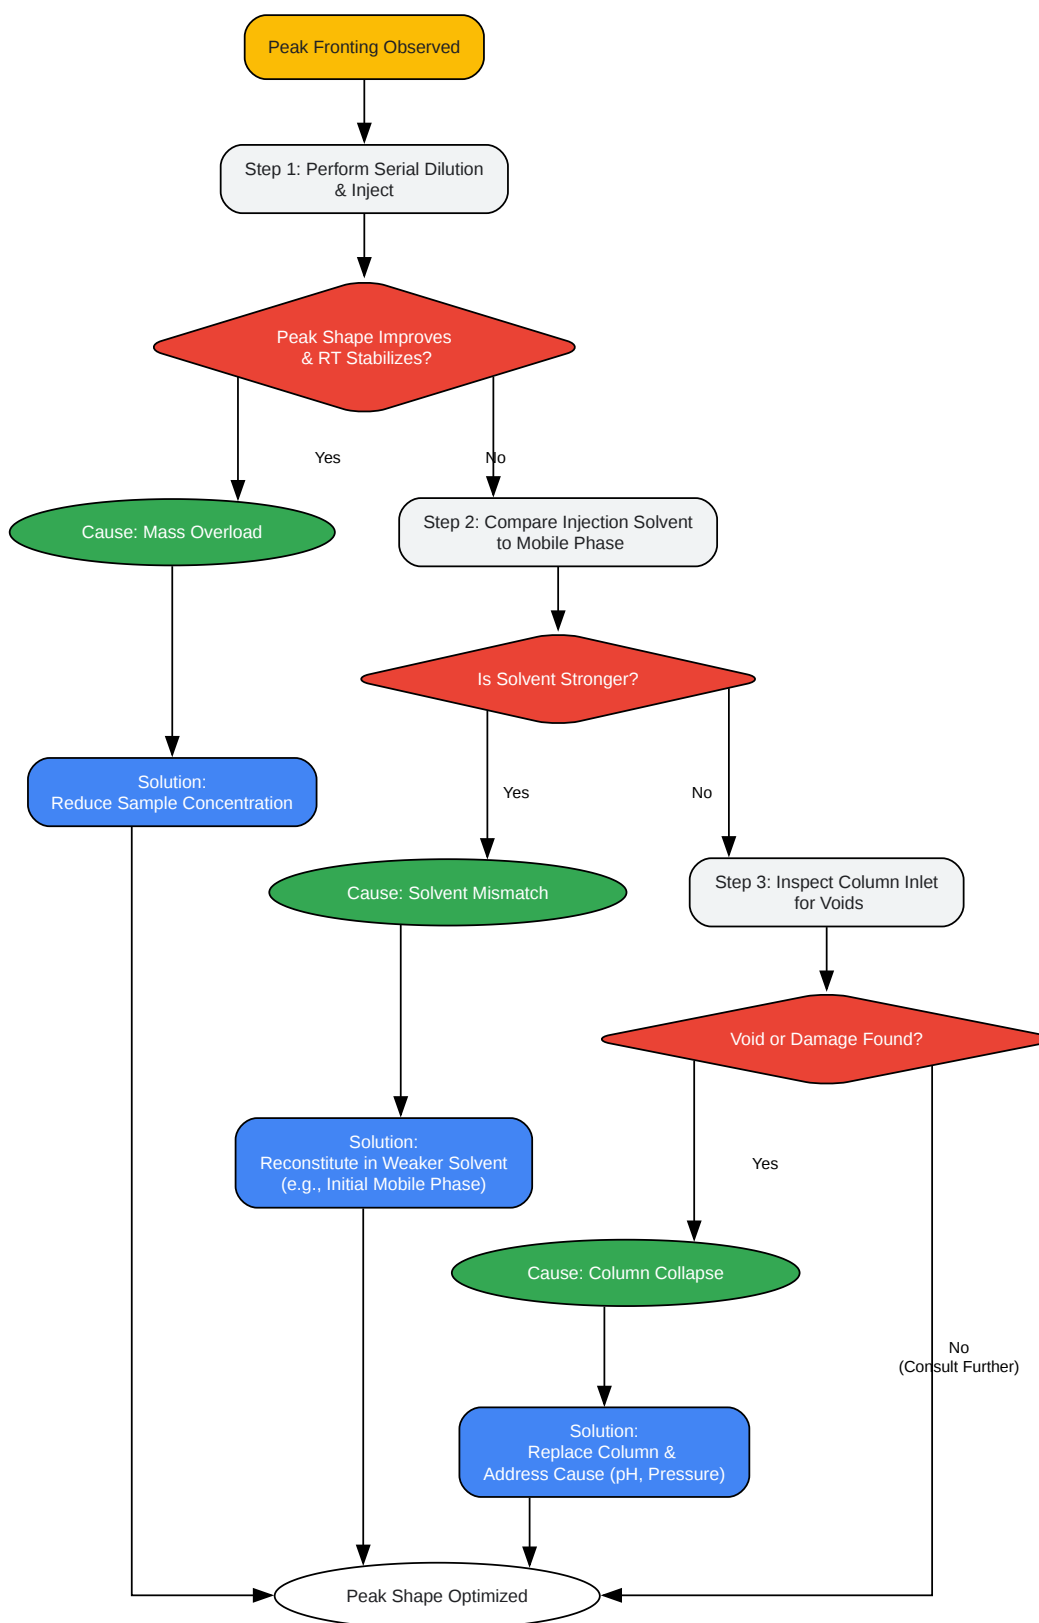 Peak Fronting Observed
Step 1: Perform Serial Dilution
& Inject
Peak Shape Improves
& RT Stabilizes?
Yes
No
Cause: Mass Overload
Step 2: Compare Injection Solvent
to Mobile Phase
Is Solvent Stronger?
Solution:
Reduce Sample Concentration
Yes
No
Cause: Solvent Mismatch
Step 3: Inspect Column Inlet
for Voids
Void or Damage Found?
Solution:
Reconstitute in Weaker Solvent
(e.g., Initial Mobile Phase)
Yes
Cause: Column Collapse
No
(Consult Further)
Solution:
Replace Column &
Address Cause (pH, Pressure)
Peak Shape Optimized